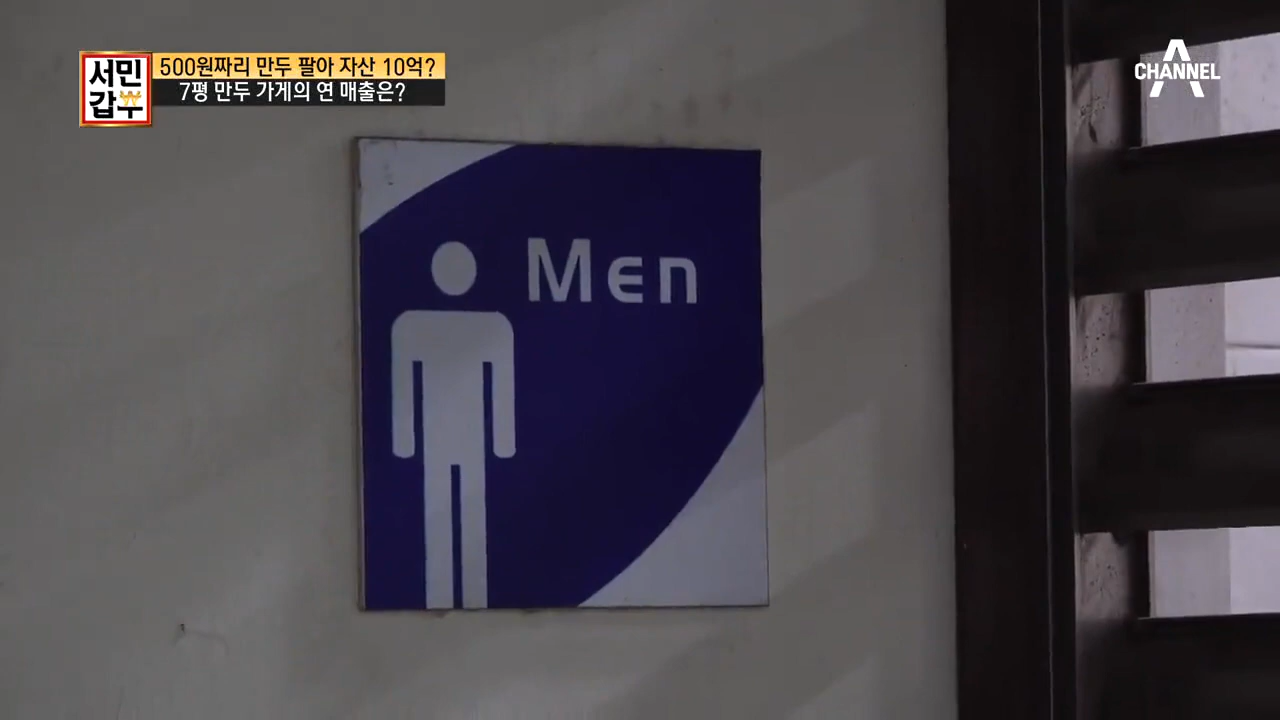 서민
갑부
500원짜리 만두 팔아 자산 10억?
7평 만두 가게의 연 매출은?
CHANNEL A
Men